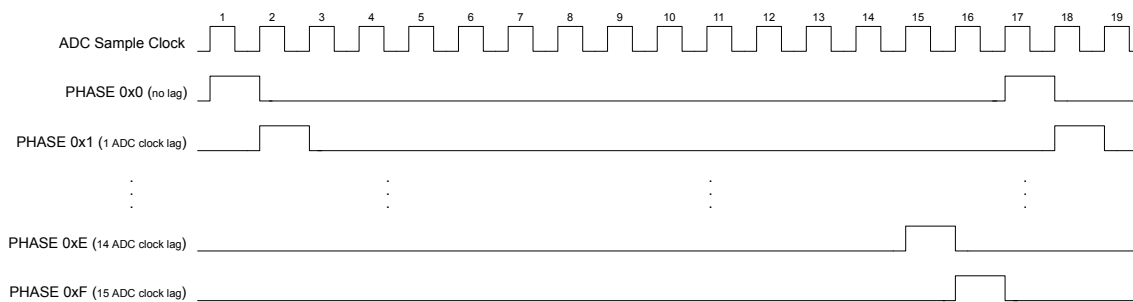 1 2 3 4 5 6 7 8 9 10 11 12 13 14 15 16 17 18 19
ADC Sample Clock
PHASE 0x0 (no lag)
PHASE 0x1 (1 ADC clock lag)
PHASE 0xE (14 ADC clock lag)
PHASE 0xF (15 ADC clock lag)